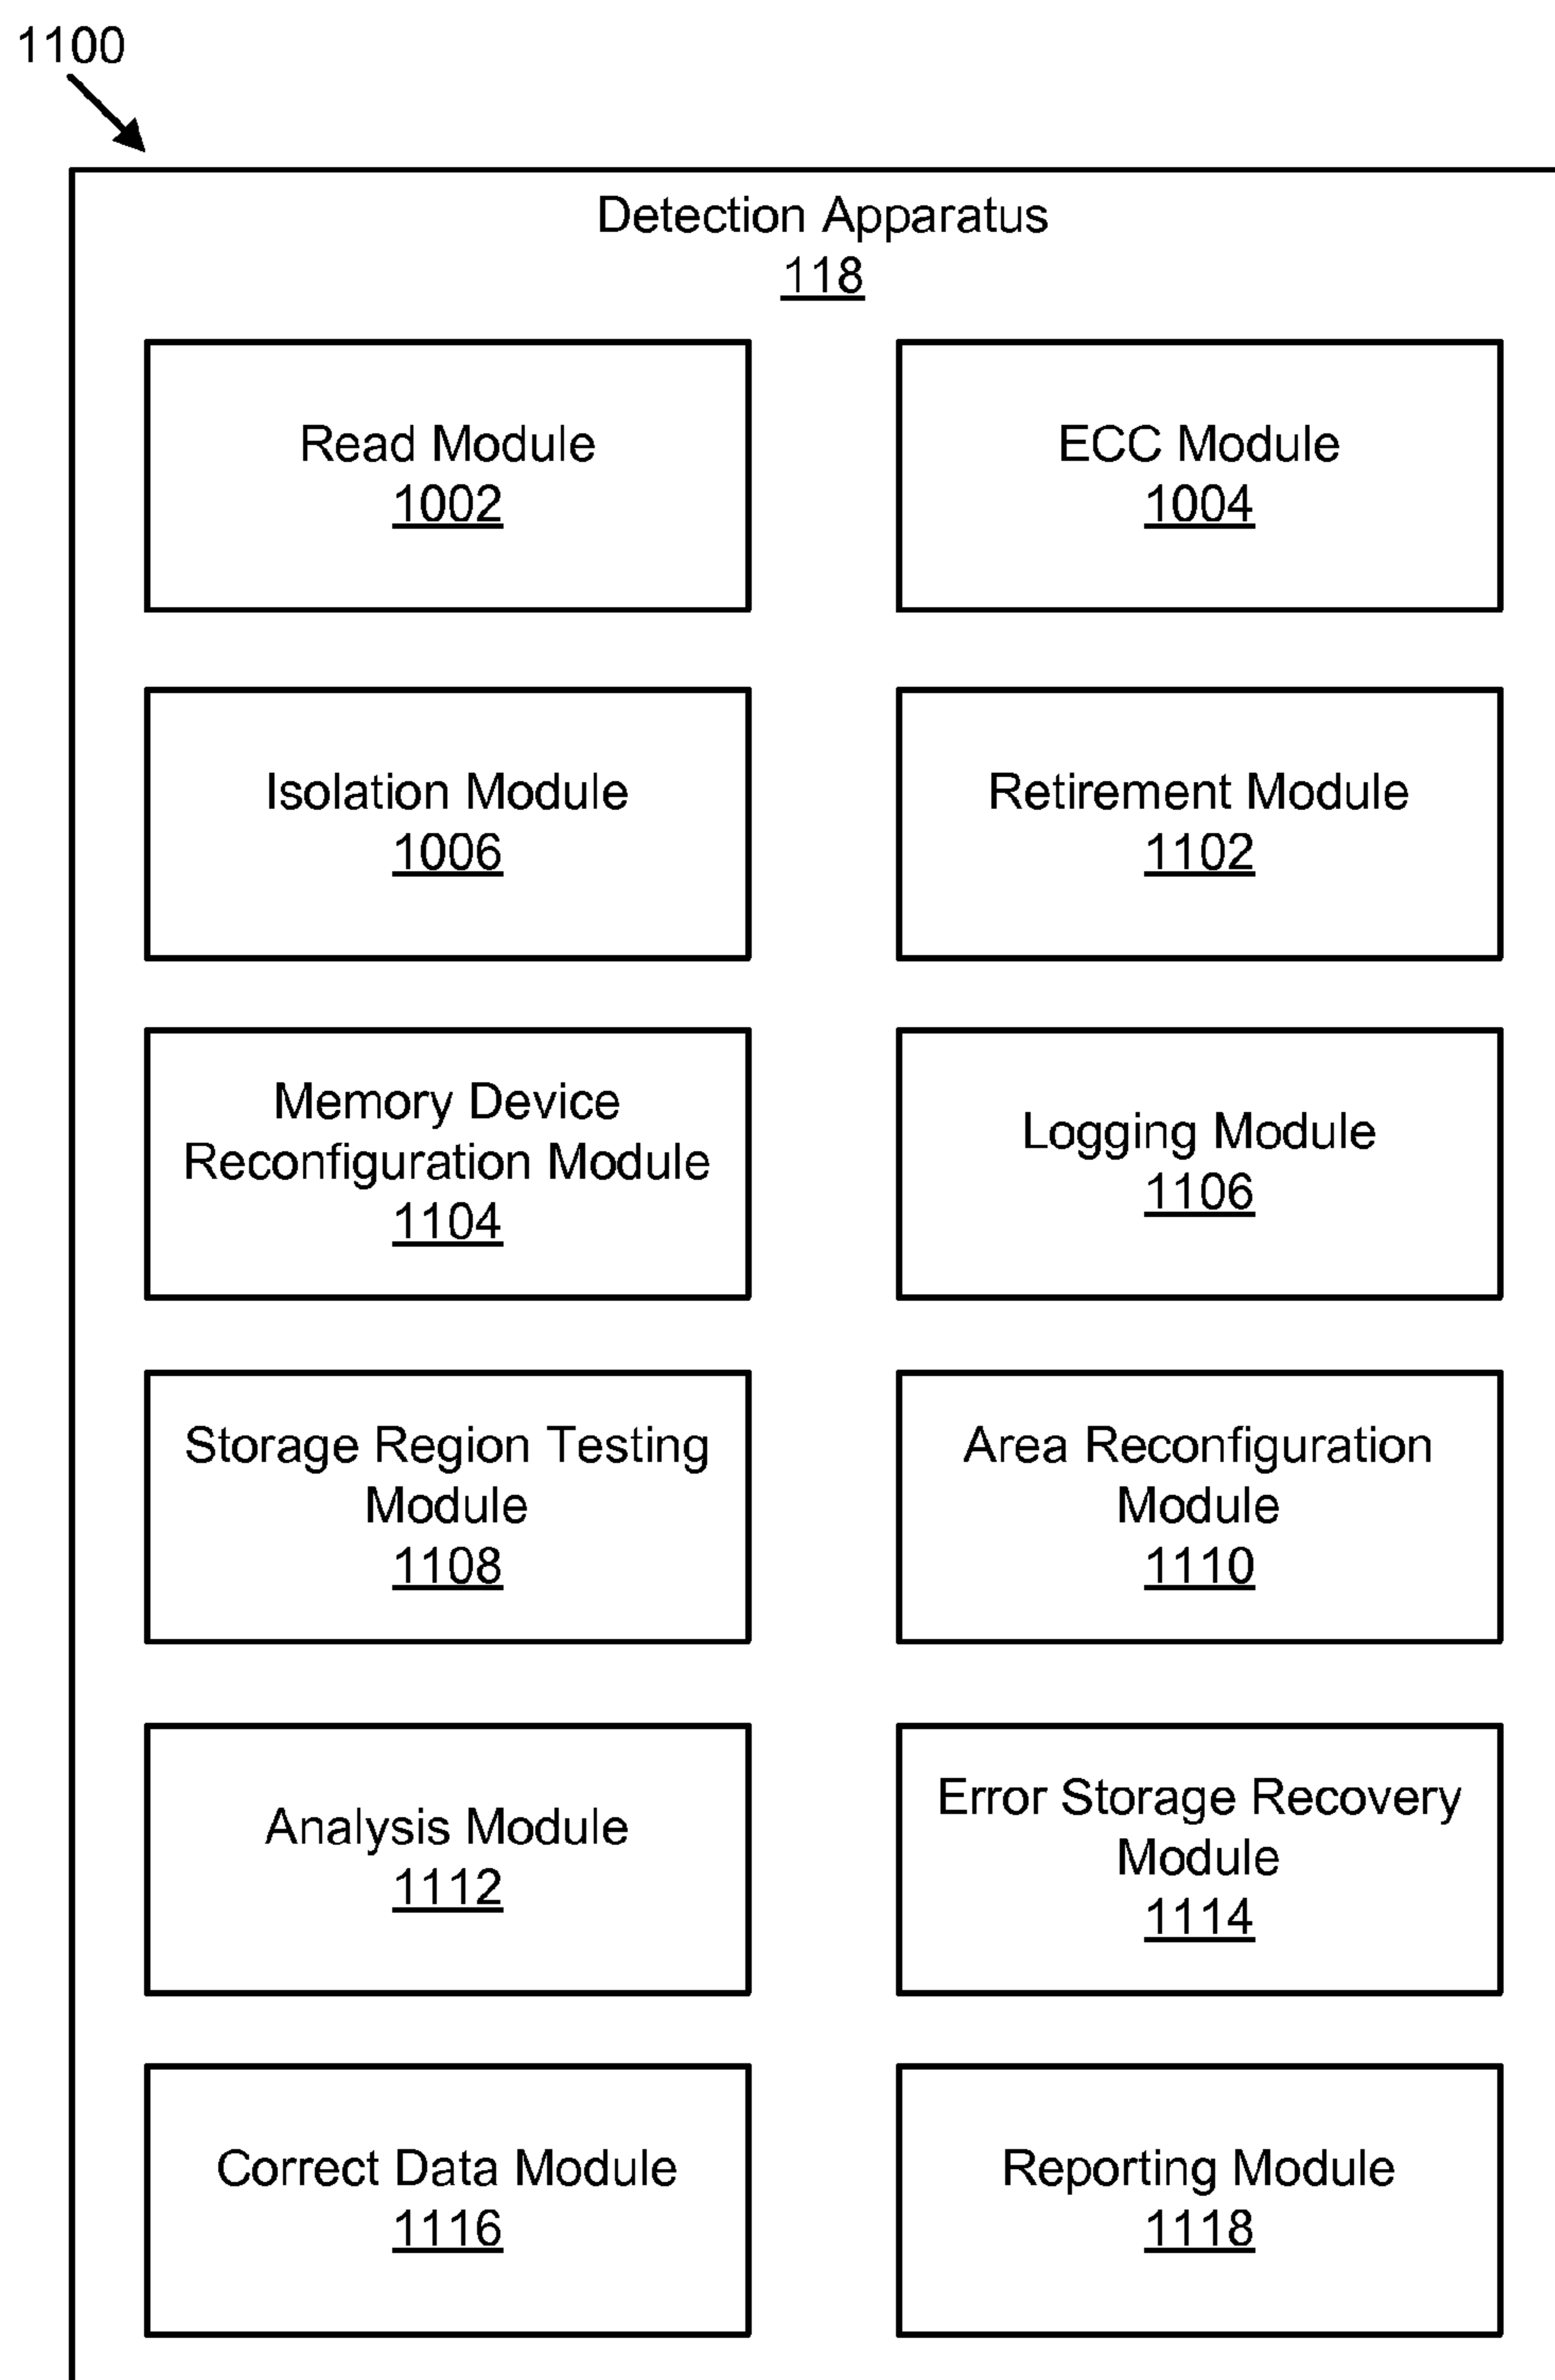 1100
Detection Apparatus
118
Read Module
1002
ECC Module
1004
Isolation Module
1006
Retirement Module
1102
Memory Device
Reconfiguration Module
1104
Logging Module
1106
Storage Region Testing
Module
1108
Area Reconfiguration
Module
1110
Analysis Module
1112
Error Storage Recovery
Module
1114
Correct Data Module
1116
Reporting Module
1118